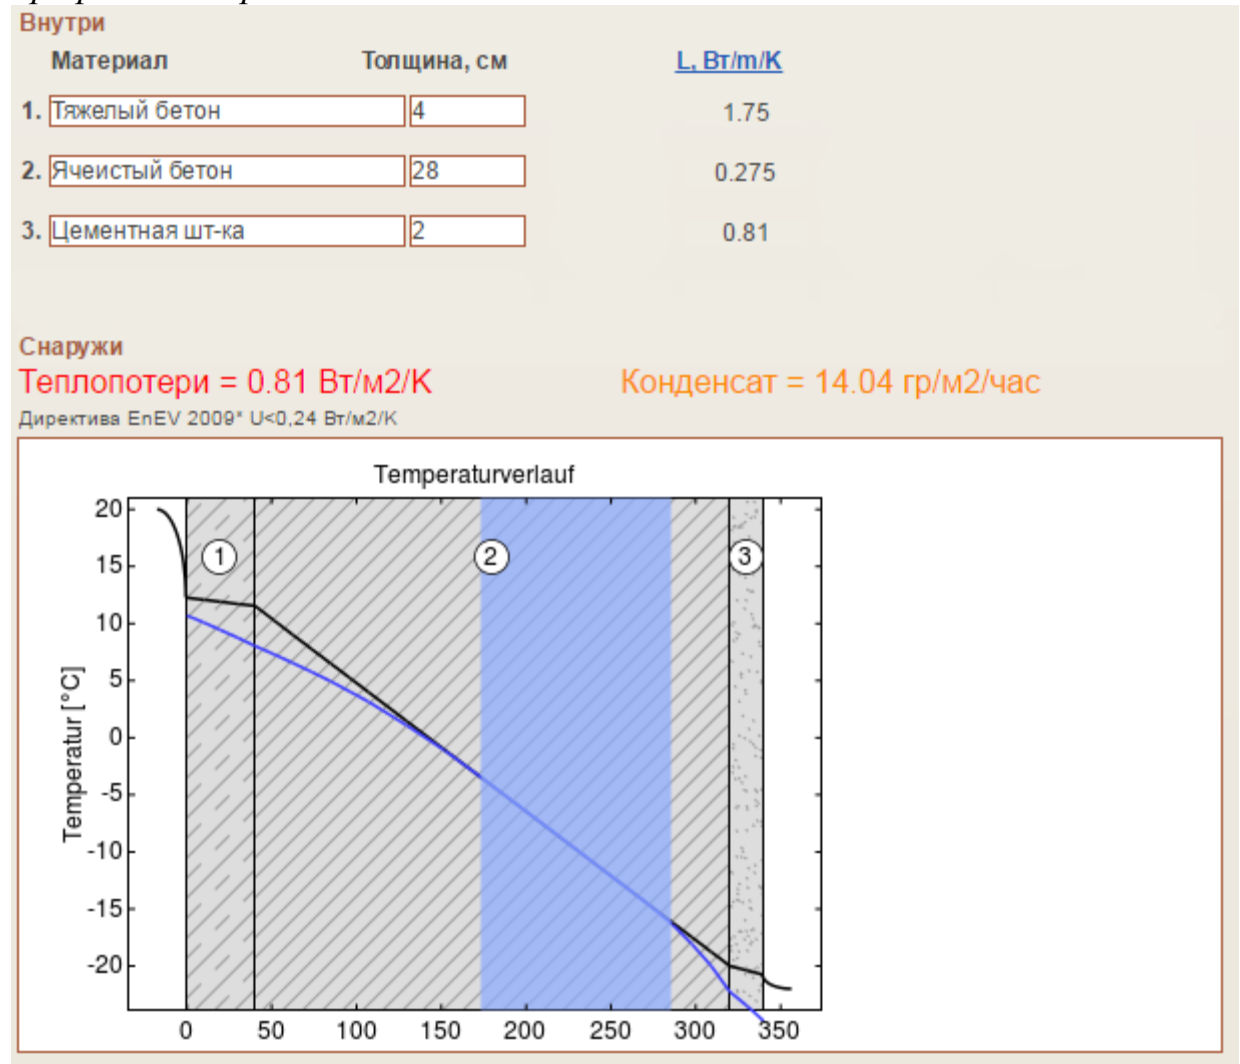 Внутри
Материал Толщина, см L, Вт/m/K
1. Тяжелый бетон 4 1.75
2. Ячеистый бетон 28 0.275
3. Цементная шт-ка 2 0.81
Снаружи
Теплопотери = 0.81 Вт/м2/K Конденсат = 14.04 гр/м2/час
Директива EnEV 2009* U<0,24 Вт/м2/K
Temperaturverlauf
Temperatur [°C]
20
15
10
5
0
-5
-10
-15
-20
1 2 3
0 50 100 150 200 250 300 350